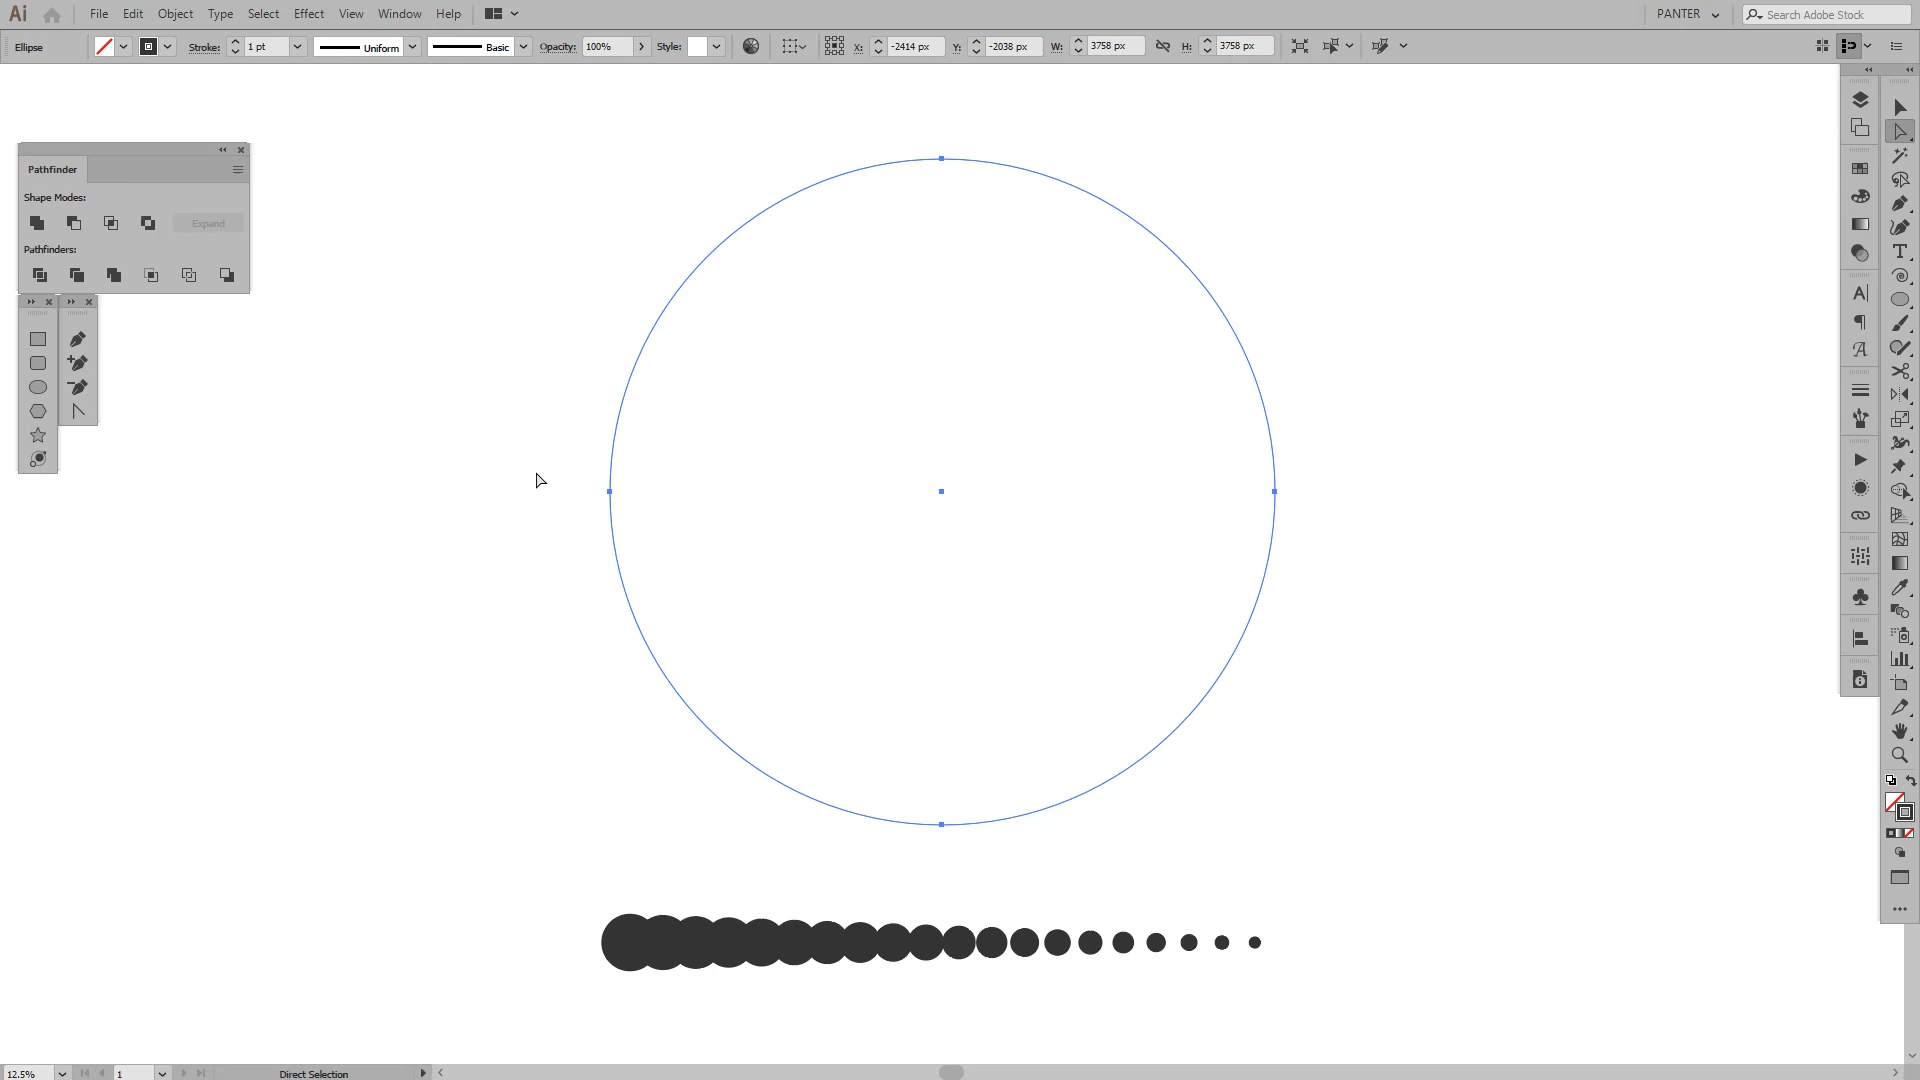 Ai File Edit Object Type Select Effect View Window Help PANTER Search Adobe Stock
Ellipse Stroke: 1 pt Uniform Basic Opacity: 100% Style: X: -2414 px Y: -2038 px W: 3758 px H: 3758 px
Pathfinder
Shape Modes:
Expand
Pathfinders:
12.5% 1 Direct Selection